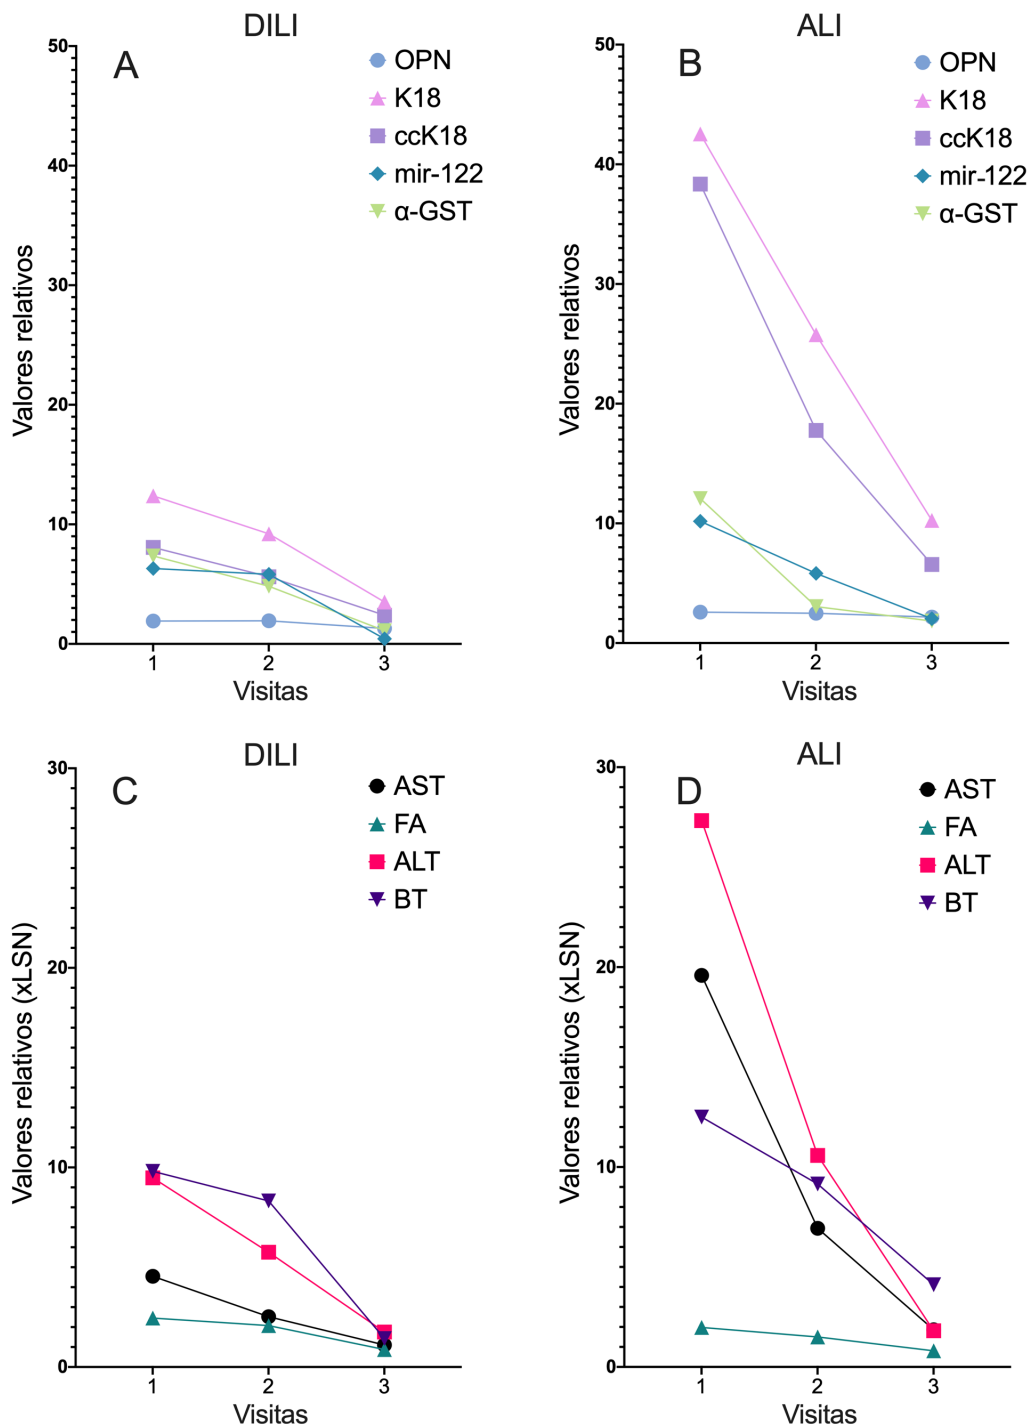 DILI
A
OPN
K18
ccK18
mir-122
α-GST
50
40
30
20
10
0
Valores relativos
1 2 3
Visitas
ALI
B
OPN
K18
ccK18
mir-122
α-GST
50
40
30
20
10
0
Valores relativos
1 2 3
Visitas
DILI
C
AST
FA
ALT
BT
30
20
10
0
Valores relativos (xLSN)
1 2 3
Visitas
ALI
D
AST
FA
ALT
BT
30
20
10
0
Valores relativos (xLSN)
1 2 3
Visitas